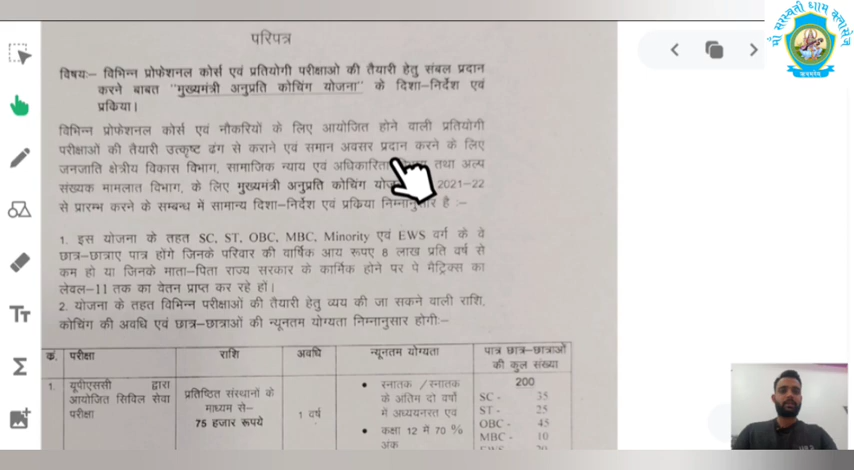 परिपत्र
विषयः– विभिन्न प्रोफेशनल कोर्स एवं प्रतियोगी परीक्षाओ की तैयारी हेतु संबल प्रदान
करने बाबत "मुख्यमंत्री अनुप्रति कोचिंग योजना" के दिशा–निर्देश एवं
प्रकिया।
विभिन्न प्रोफेशनल कोर्स एवं नौकरियों के लिए आयोजित होने वाली प्रतियोगी
परीक्षाओं की तैयारी उत्कृष्ट ढंग से कराने एवं समान अवसर प्रदान करने के लिए
जनजाति क्षेत्रीय विकास विभाग, सामाजिक न्याय एवं अधिकारिता तथा अल्प
संख्यक मामलात विभाग, के लिए मुख्यमंत्री अनुप्रति कोचिंग 2021-22
से प्रारम्भ करने के सम्बन्ध में सामान्य दिशा–निर्देश एवं प्रकिया निम्नानुसार है :–
1. इस योजना के तहत SC, ST, OBC, MBC, Minority एवं EWS वर्ग के वे
छात्र–छात्राए पात्र होंगे जिनके परिवार की वार्षिक आय रूपए 8 लाख प्रति वर्ष से
कम हो या जिनके माता–पिता राज्य सरकार के कार्मिक होने पर पे मैट्रिक्स का
लेवल–11 तक का वेतन प्राप्त कर रहे हों।
2. योजना के तहत विभिन्न परीक्षाओं की तैयारी हेतु व्यय की जा सकने वाली राशि,
कोचिंग की अवधि एवं छात्र–छात्राओं की न्यूनतम योग्यता निम्नानुसार होगी:–
क्रं. परीक्षा राशि अवधि न्यूनतम योग्यता पात्र छात्र–छात्राओं
की कुल संख्या
1. यूपीएससी द्वारा
आयोजित सिविल सेवा
परीक्षा
प्रतिष्ठित संस्थानों के
माध्यम से–
75 हजार रूपये
1 वर्ष
• स्नातक / स्नातक
के अंतिम दो वर्षो
में अध्ययनरत एवं
• कक्षा 12 में 70 %
अंक
200
SC - 35
ST - 25
OBC - 45
MBC - 10
Tт
Σ
माँ सरस्वती धाम क्लासेज